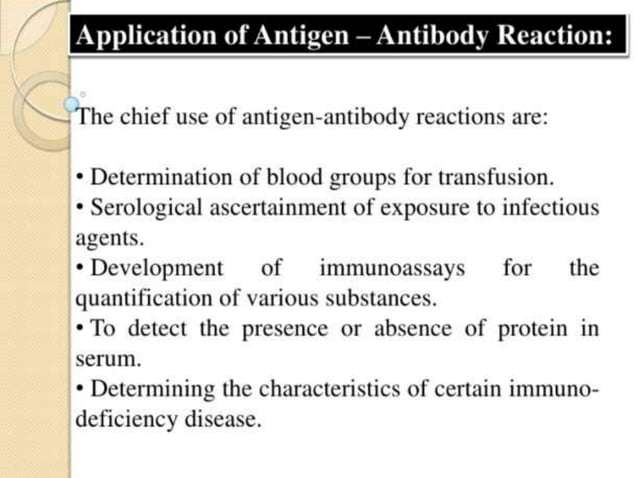 Application of Antigen – Antibody Reaction:
The chief use of antigen-antibody reactions are:
• Determination of blood groups for transfusion.
• Serological ascertainment of exposure to infectious
agents.
• Development of immunoassays for the
quantification of various substances.
• To detect the presence or absence of protein in
serum.
• Determining the characteristics of certain immuno-
deficiency disease.